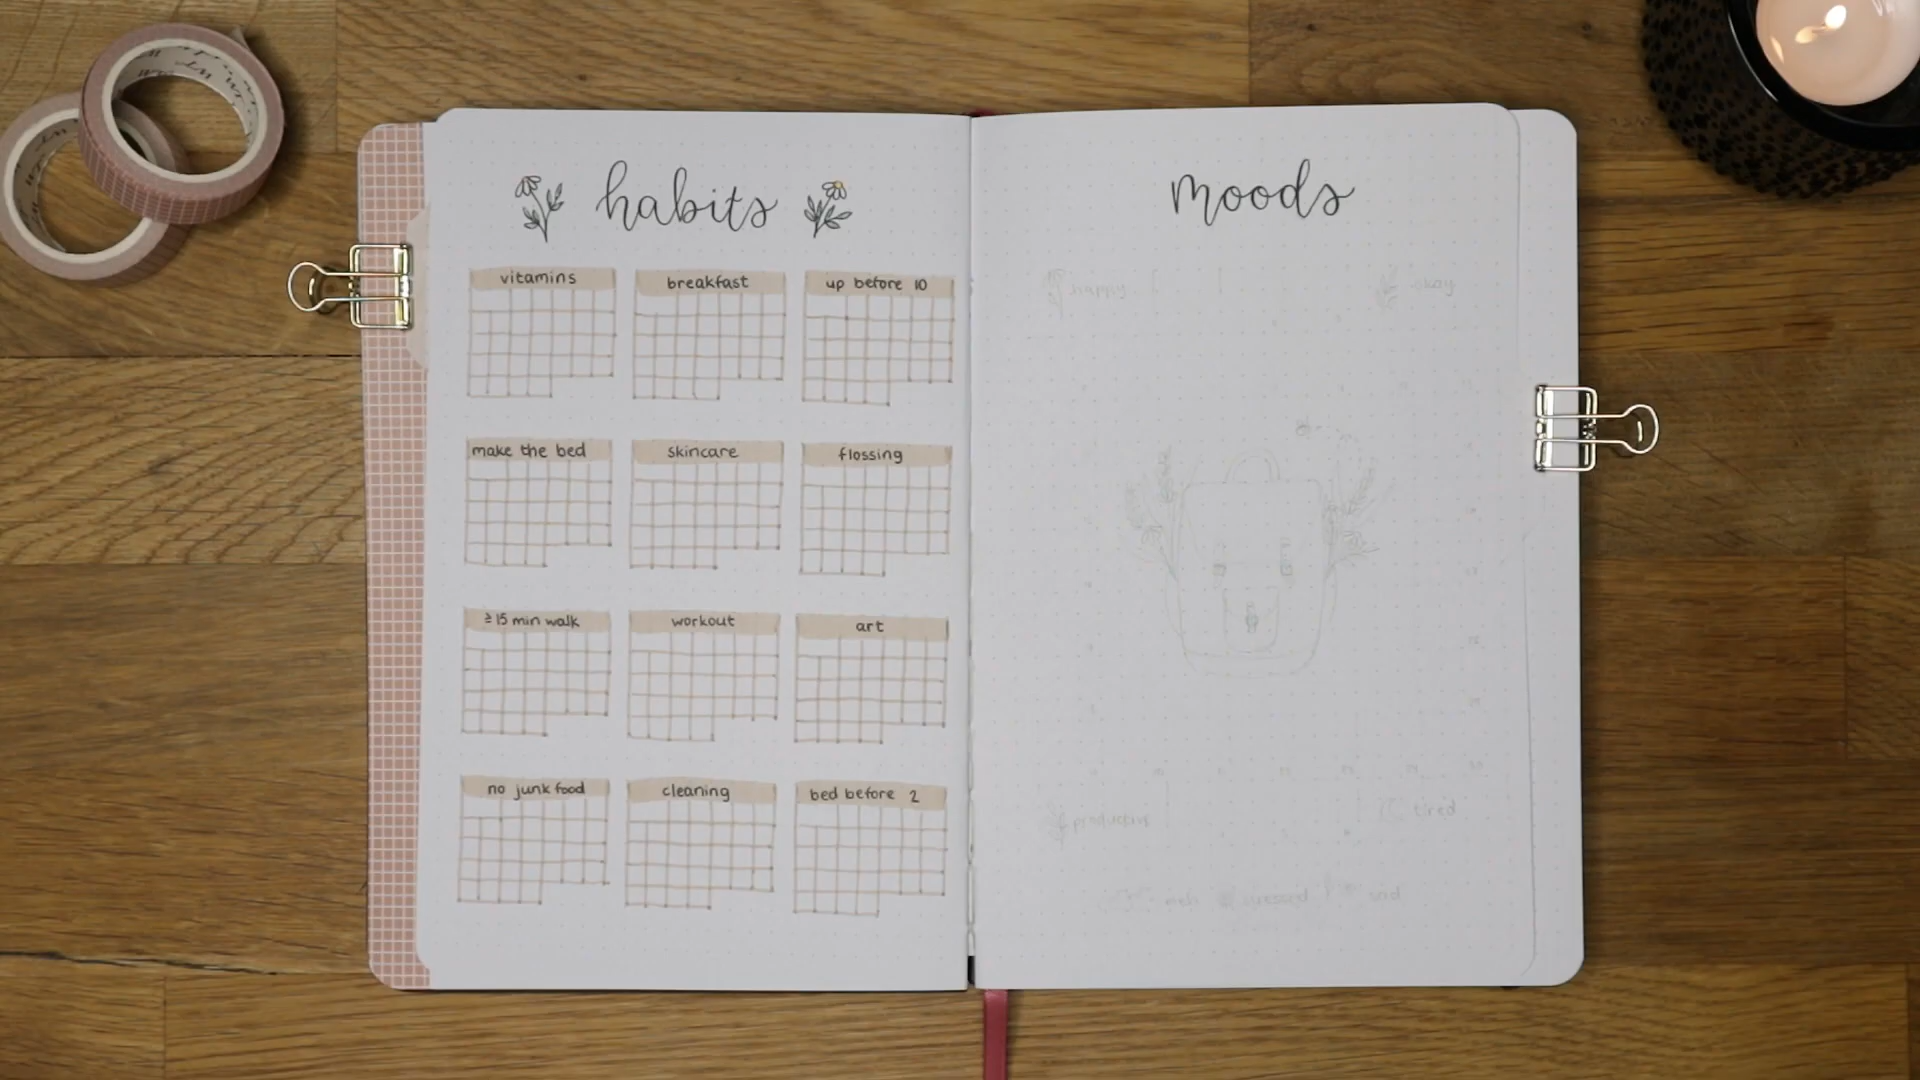 habits
vitamins
breakfast
up before 10
make the bed
skincare
flossing
≥15 min walk
workout
art
no junk food
cleaning
bed before 2
moods
happy
okay
productive
tired
meh stressed sad